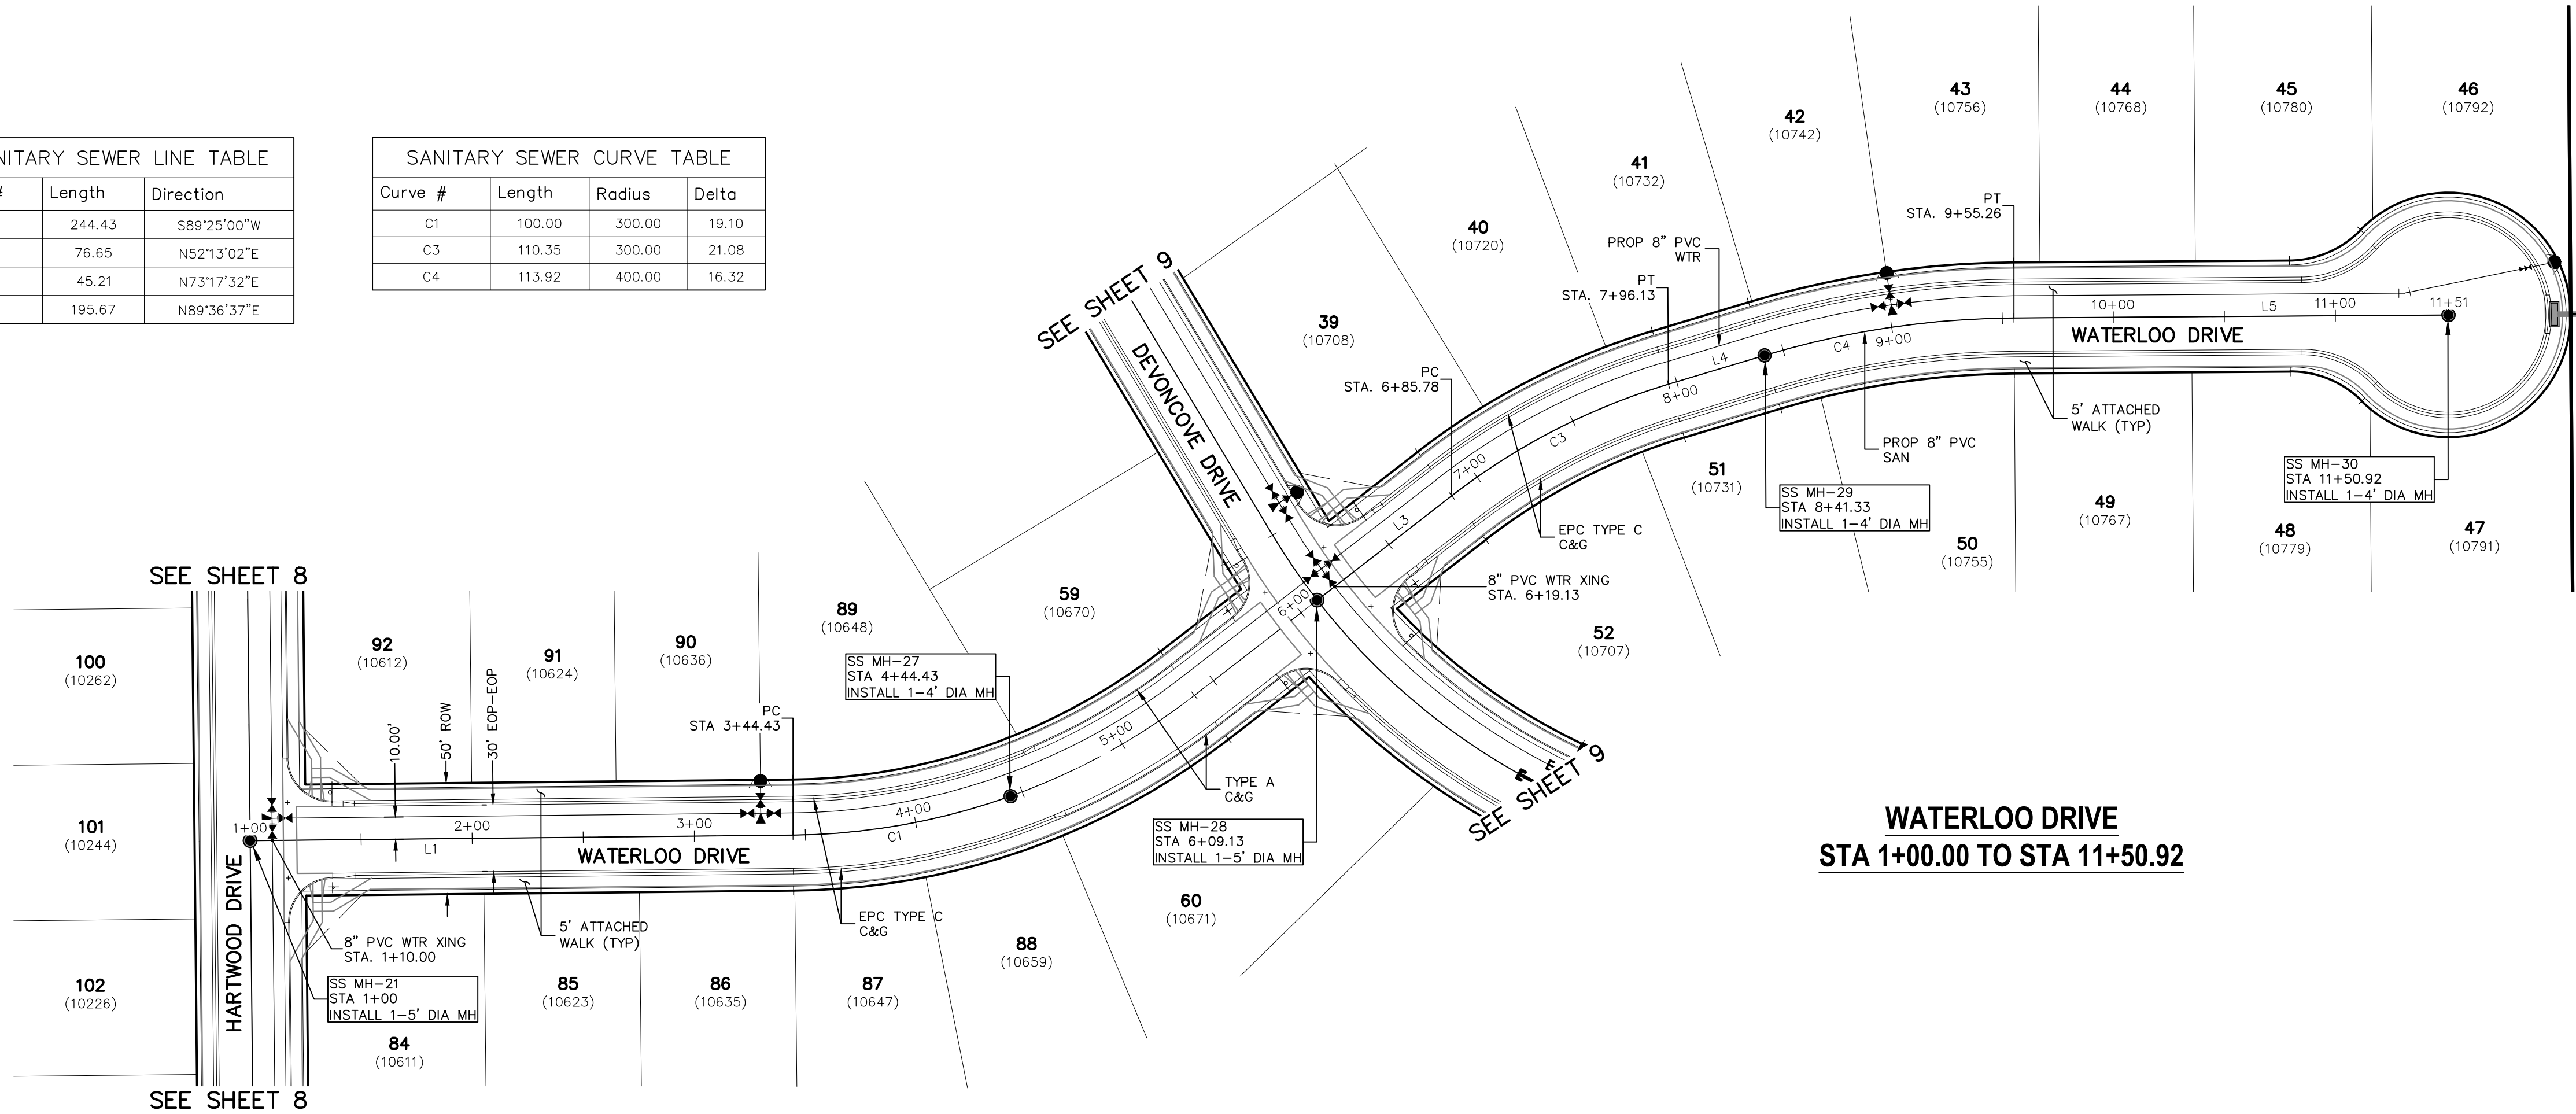 NITARY SEWER LINE TABLE
# Length Direction
244.43 S89°25'00"W
76.65 N52°13'02"E
45.21 N73°17'32"E
195.67 N89°36'37"E
SANITARY SEWER CURVE TABLE
Curve # Length Radius Delta
C1 100.00 300.00 19.10
C3 110.35 300.00 21.08
C4 113.92 400.00 16.32
43
(10756)
44
(10768)
45
(10780)
46
(10792)
42
(10742)
41
(10732)
40
(10720)
39
(10708)
PT
STA. 9+55.26
PROP 8" PVC
WTR
PT
STA. 7+96.13
PC
STA. 6+85.78
SEE SHEET 9
DEVONCOVE DRIVE
L3
7+00
C3
8+00
L4
C4
9+00
10+00
L5
11+00
11+51
WATERLOO DRIVE
5' ATTACHED
WALK (TYP)
PROP 8" PVC
SAN
SS MH-30
STA 11+50.92
INSTALL 1-4' DIA MH
SS MH-29
STA 8+41.33
INSTALL 1-4' DIA MH
EPC TYPE C
C&G
51
(10731)
50
(10755)
49
(10767)
48
(10779)
47
(10791)
8" PVC WTR XING
STA. 6+19.13
52
(10707)
6+00
E
E
SEE SHEET 9
SEE SHEET 8
100
(10262)
101
(10244)
102
(10226)
92
(10612)
91
(10624)
90
(10636)
89
(10648)
59
(10670)
SS MH-27
STA 4+44.43
INSTALL 1-4' DIA MH
PC
STA 3+44.43
10.00'
50' ROW
30' EOP-EOP
1+00
L1
2+00
3+00
4+00
C1
5+00
WATERLOO DRIVE
HARTWOOD DRIVE
TYPE A
C&G
SS MH-28
STA 6+09.13
INSTALL 1-5' DIA MH
EPC TYPE C
C&G
5' ATTACHED
WALK (TYP)
8" PVC WTR XING
STA. 1+10.00
SS MH-21
STA 1+00
INSTALL 1-5' DIA MH
84
(10611)
85
(10623)
86
(10635)
87
(10647)
88
(10659)
60
(10671)
SEE SHEET 8
WATERLOO DRIVE
STA 1+00.00 TO STA 11+50.92